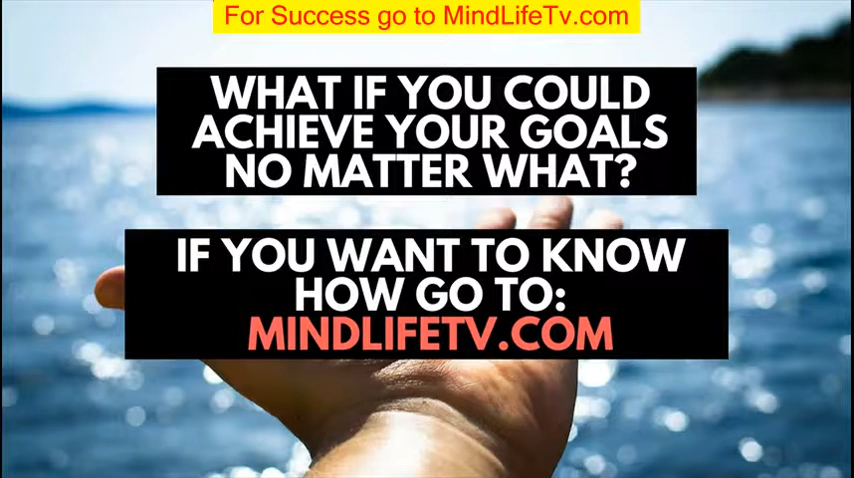 For Success go to MindLifeTv.com
WHAT IF YOU COULD
ACHIEVE YOUR GOALS
NO MATTER WHAT?
IF YOU WANT TO KNOW
HOW GO TO:
MINDLIFETV.COM